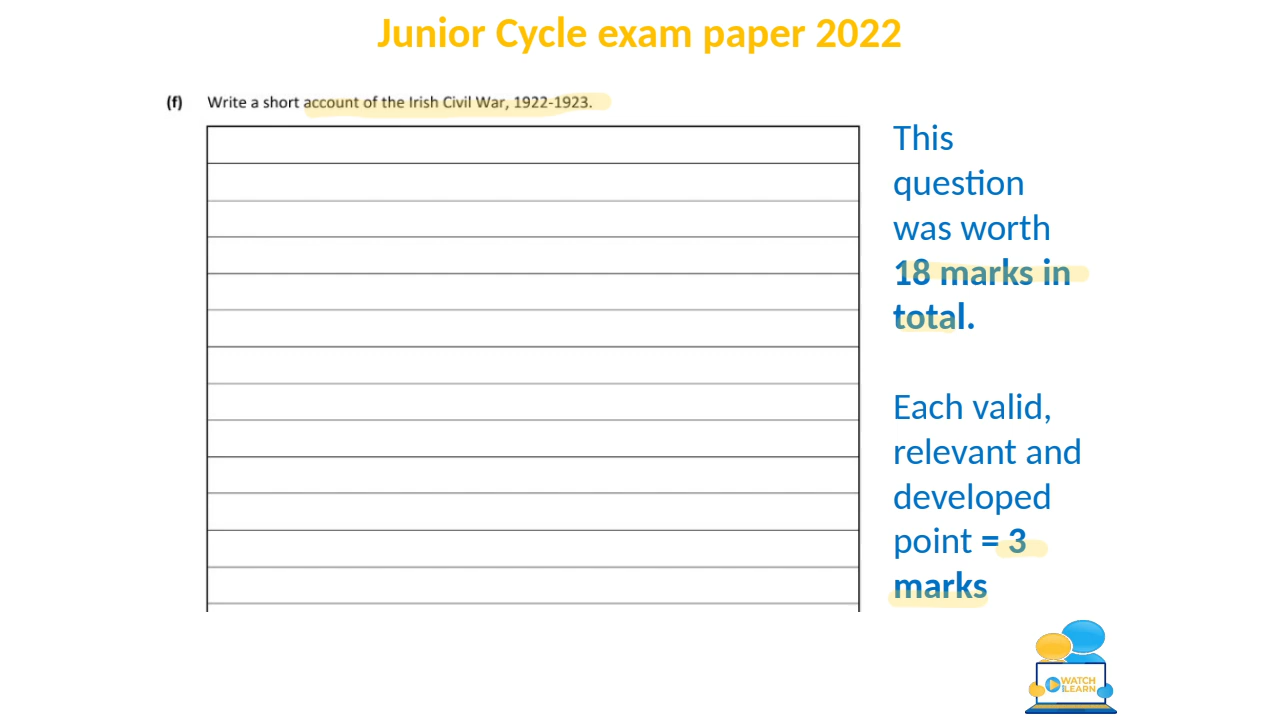 Junior Cycle exam paper 2022
(f) Write a short account of the Irish Civil War, 1922-1923.
This
question
was worth
18 marks in
total.
Each valid,
relevant and
developed
point = 3
marks
WATCH
and LEARN